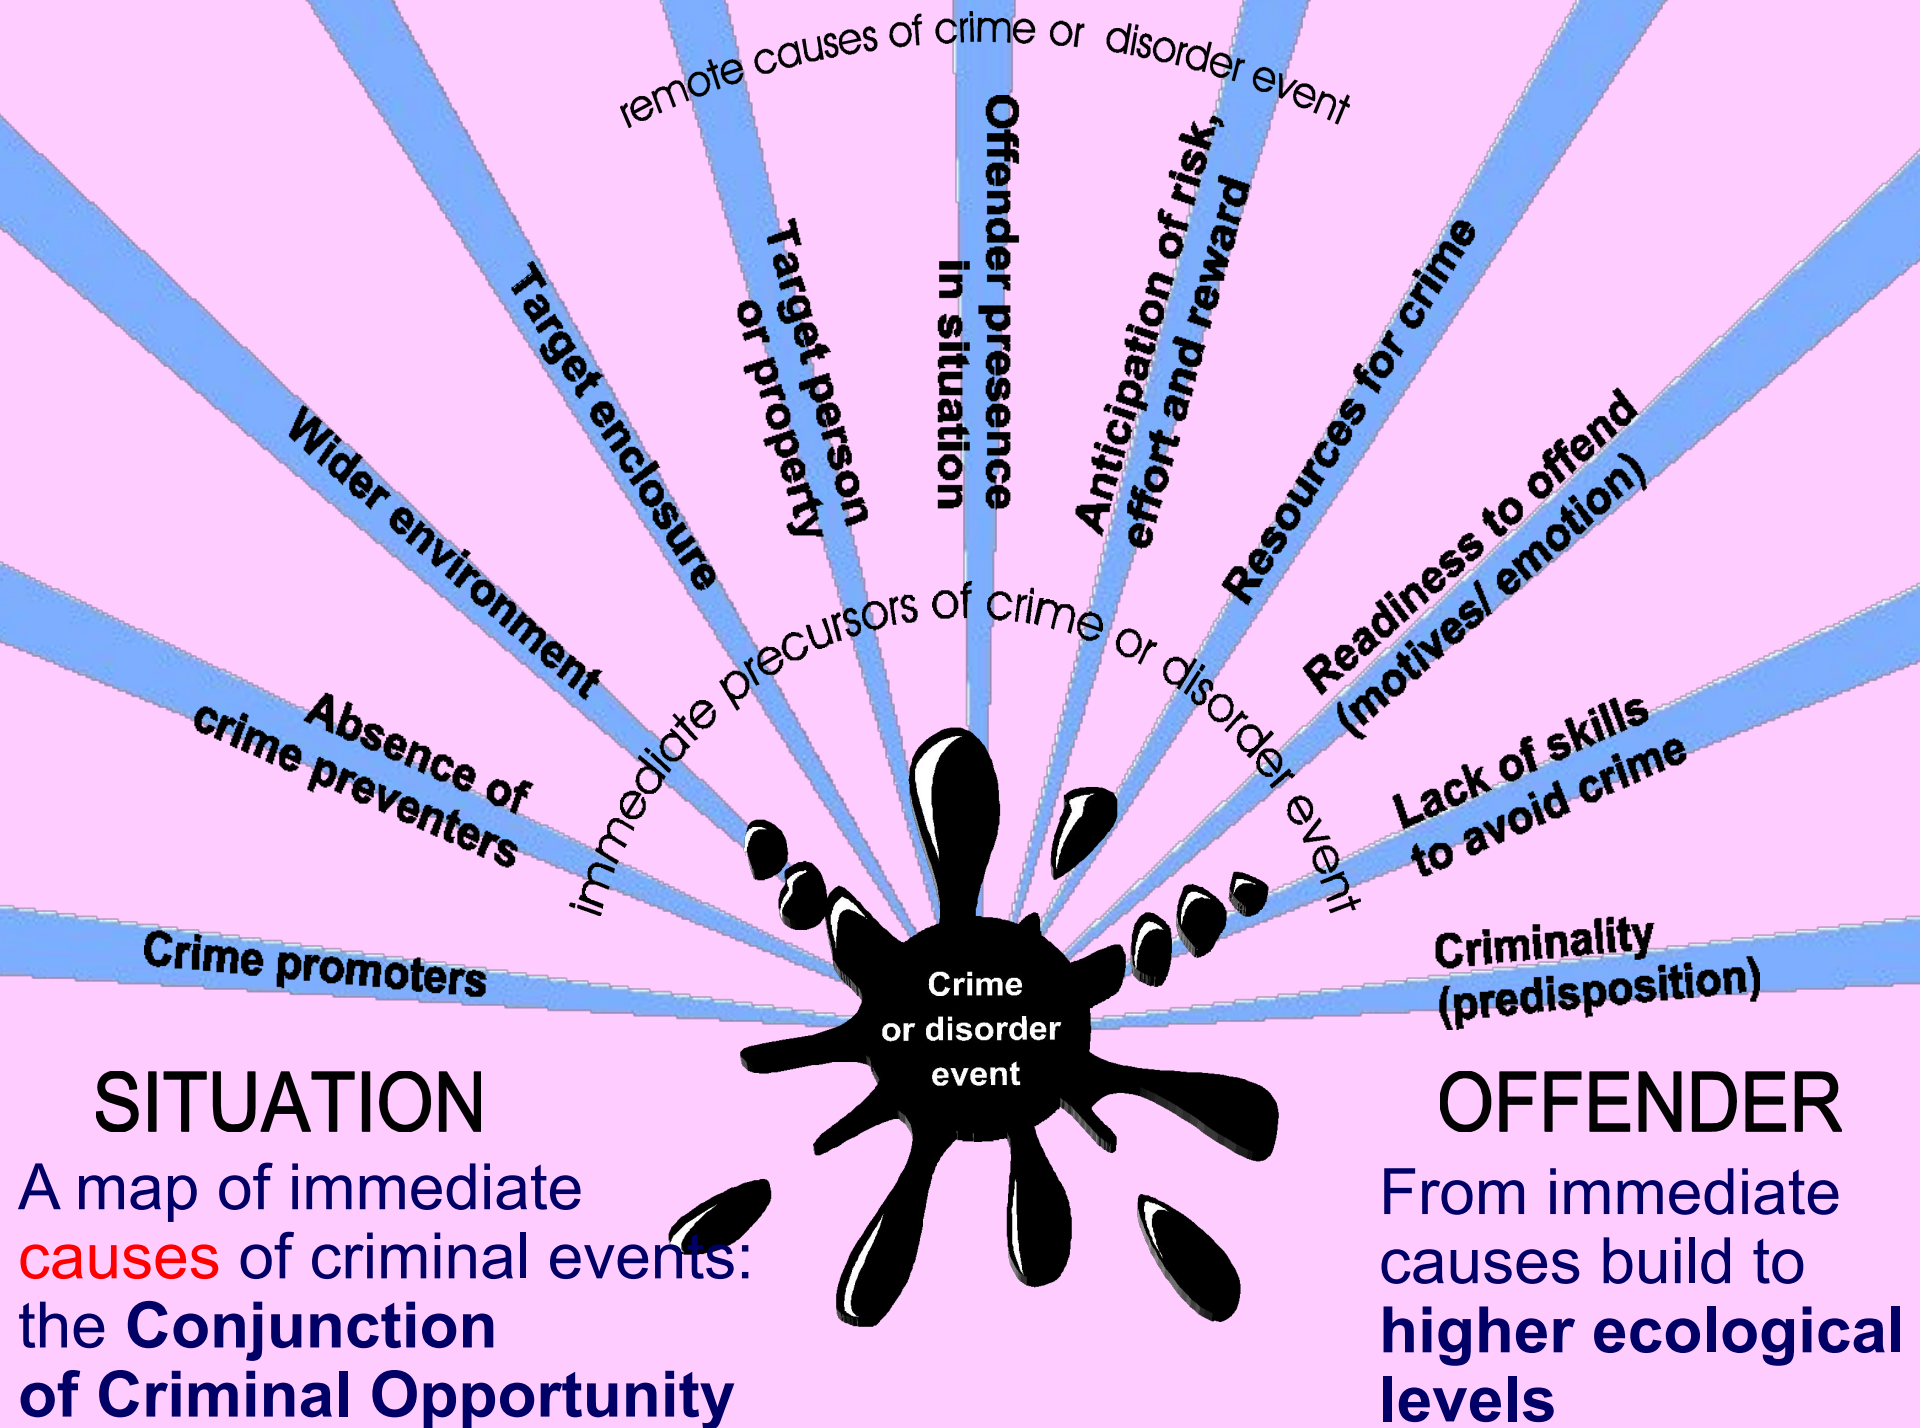 remote causes of crime or disorder event
Crime promoters
Absence of
crime preventers
Wider environment
Target enclosure
Target person
or property
Offender presence
in situation
Anticipation of risk,
effort and reward
Resources for crime
Readiness to offend
(motives/ emotion)
Lack of skills
to avoid crime
Criminality
(predisposition)
immediate precursors of crime or disorder event
Crime
or disorder
event
SITUATION
A map of immediate
causes of criminal events:
the Conjunction
of Criminal Opportunity
OFFENDER
From immediate
causes build to
higher ecological
levels